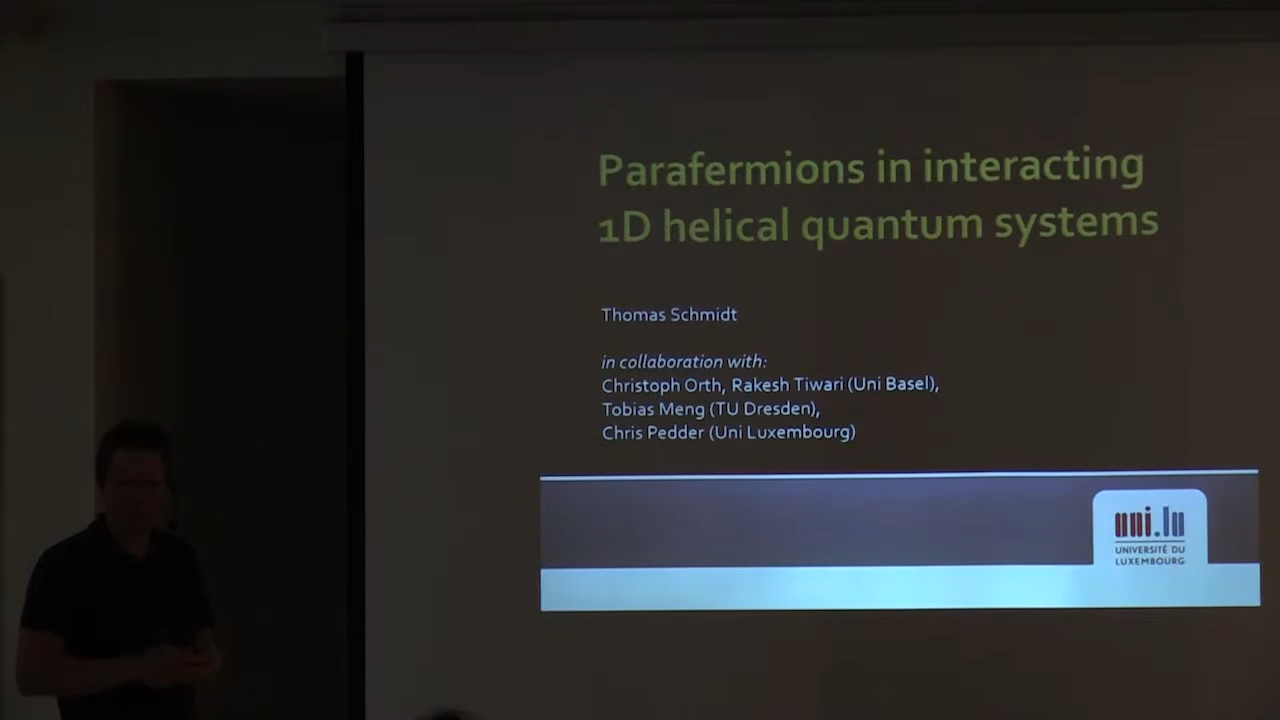 Parafermions in interacting
1D helical quantum systems
Thomas Schmidt
in collaboration with:
Christoph Orth, Rakesh Tiwari (Uni Basel),
Tobias Meng (TU Dresden),
Chris Pedder (Uni Luxembourg)
uni.lu
UNIVERSITÉ DU
LUXEMBOURG